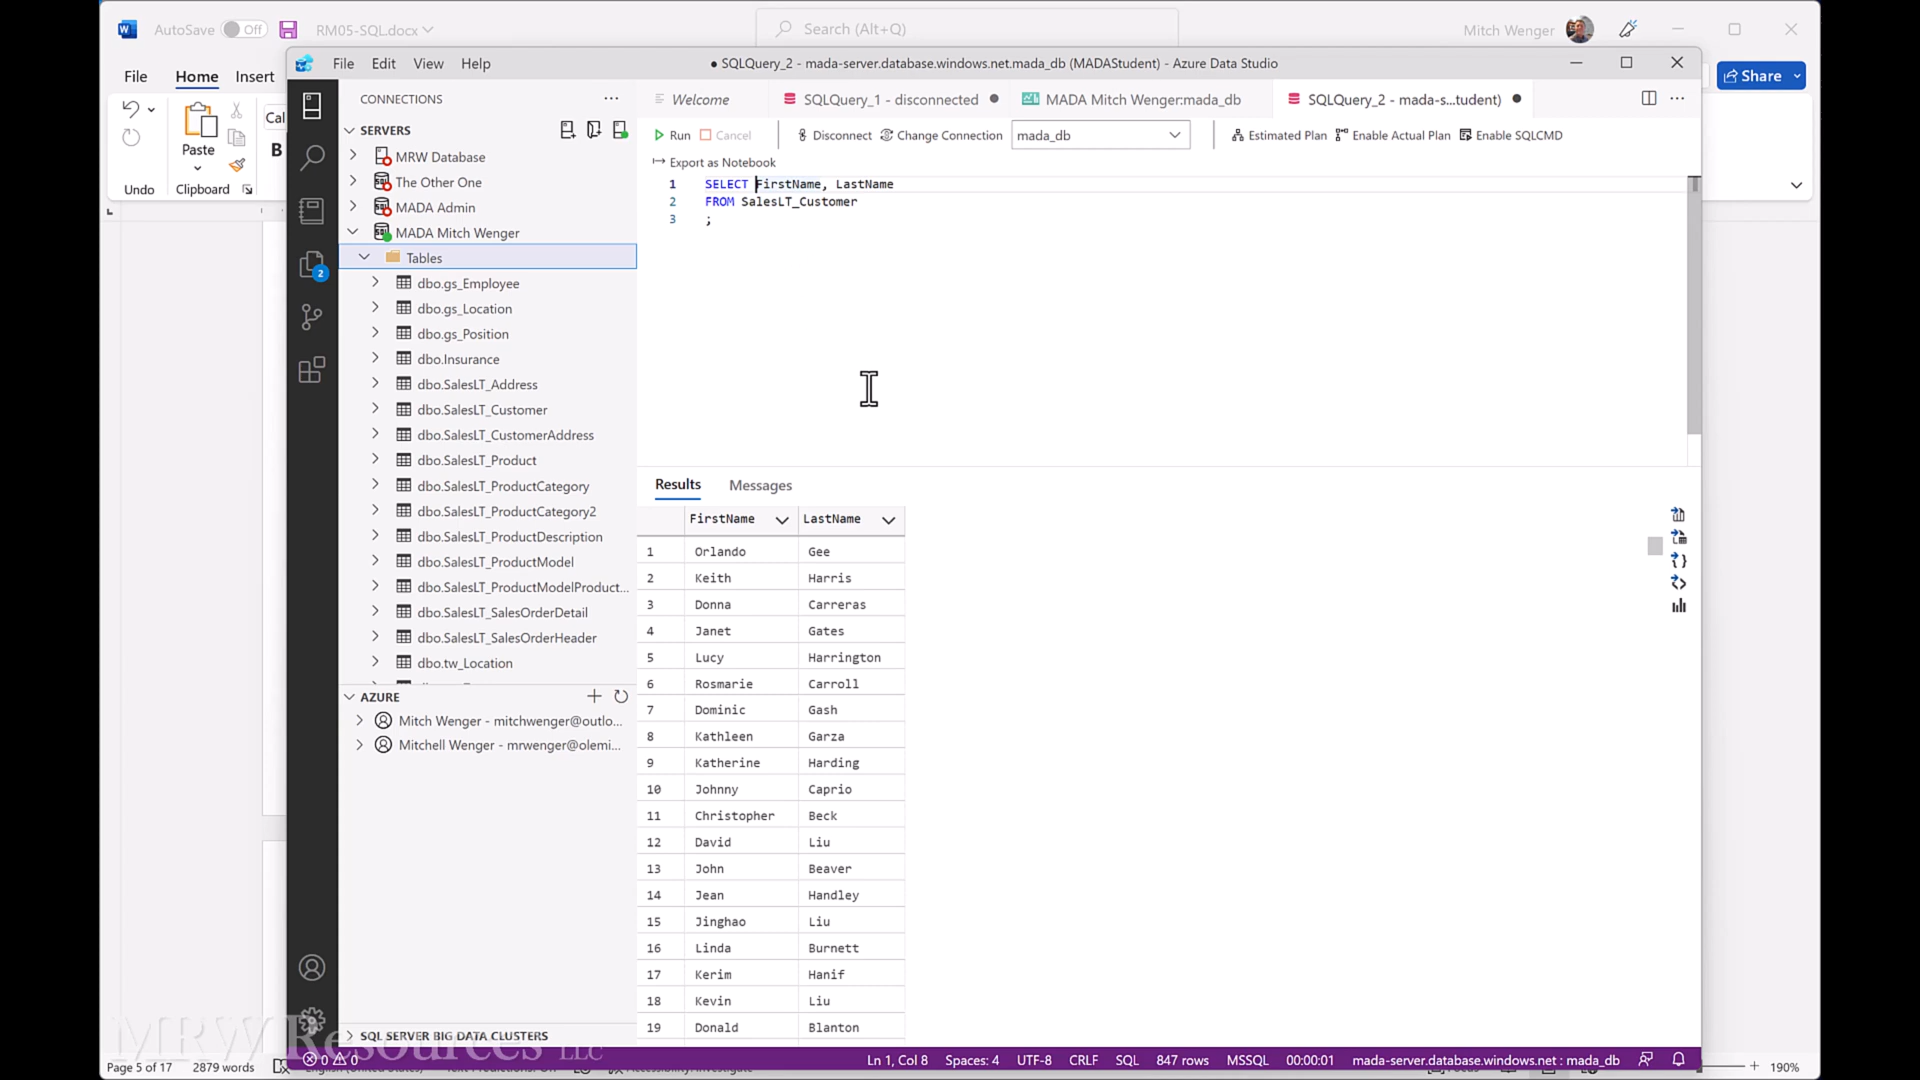 AutoSave Off RM05-SQL.docx Search (Alt+Q) Mitch Wenger
File Home Insert Share
Undo Paste Clipboard Cal B
File Edit View Help • SQLQuery_2 - mada-server.database.windows.net.mada_db (MADAStudent) - Azure Data Studio
CONNECTIONS ...
SERVERS
MRW Database
The Other One
MADA Admin
MADA Mitch Wenger
Tables
dbo.gs_Employee
dbo.gs_Location
dbo.gs_Position
dbo.Insurance
dbo.SalesLT_Address
dbo.SalesLT_Customer
dbo.SalesLT_CustomerAddress
dbo.SalesLT_Product
dbo.SalesLT_ProductCategory
dbo.SalesLT_ProductCategory2
dbo.SalesLT_ProductDescription
dbo.SalesLT_ProductModel
dbo.SalesLT_ProductModelProduct...
dbo.SalesLT_SalesOrderDetail
dbo.SalesLT_SalesOrderHeader
dbo.tw_Location
AZURE
Mitch Wenger - mitchwenger@outlo...
Mitchell Wenger - mrwenger@olemi...
SQL SERVER BIG DATA CLUSTERS
2
Welcome SQLQuery_1 - disconnected MADA Mitch Wenger:mada_db SQLQuery_2 - mada-s...tudent)
Run Cancel Disconnect Change Connection mada_db Estimated Plan Enable Actual Plan Enable SQLCMD
Export as Notebook
1 SELECT FirstName, LastName
2 FROM SalesLT_Customer
3 ;
Results Messages
FirstName LastName
1 Orlando Gee
2 Keith Harris
3 Donna Carreras
4 Janet Gates
5 Lucy Harrington
6 Rosmarie Carroll
7 Dominic Gash
8 Kathleen Garza
9 Katherine Harding
10 Johnny Caprio
11 Christopher Beck
12 David Liu
13 John Beaver
14 Jean Handley
15 Jinghao Liu
16 Linda Burnett
17 Kerim Hanif
18 Kevin Liu
19 Donald Blanton
MRW Resources LLC
0 0 Ln 1, Col 8 Spaces: 4 UTF-8 CRLF SQL 847 rows MSSQL 00:00:01 mada-server.database.windows.net : mada_db
Page 5 of 17 2879 words 190%